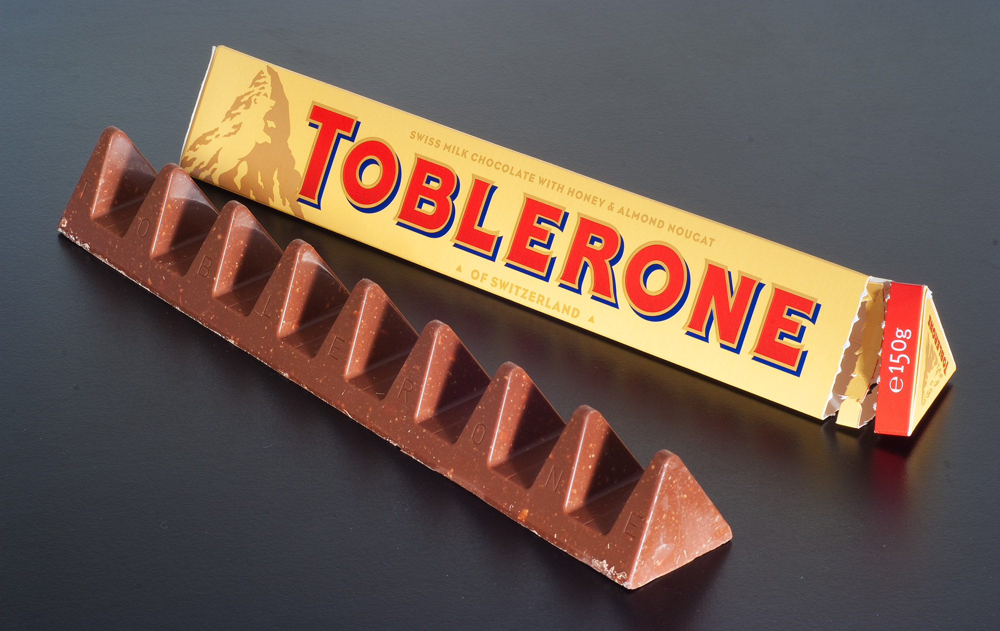 SWISS MILK CHOCOLATE WITH HONEY & ALMOND NOUGAT
TOBLERONE
▲ OF SWITZERLAND ▲
℮150g
TOBLERONE
T O B L E R O N E